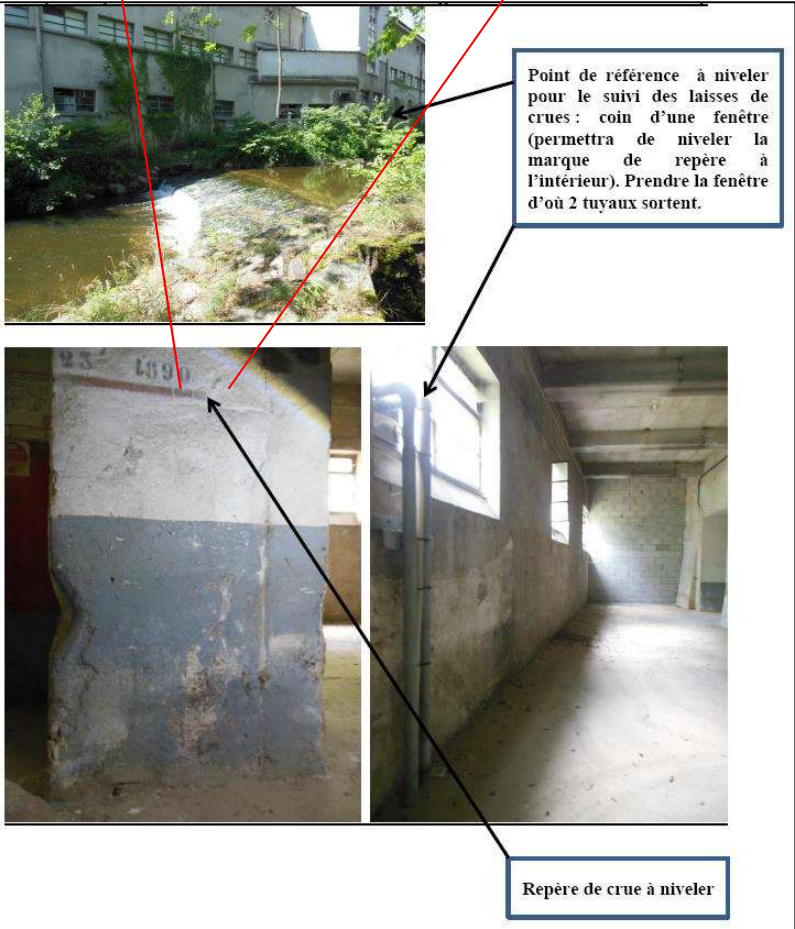 Point de référence à niveler
pour le suivi des laisses de
crues : coin d'une fenêtre
(permettra de niveler la
marque de repère à
l'intérieur). Prendre la fenêtre
d'où 2 tuyaux sortent.
23 1890
Repère de crue à niveler